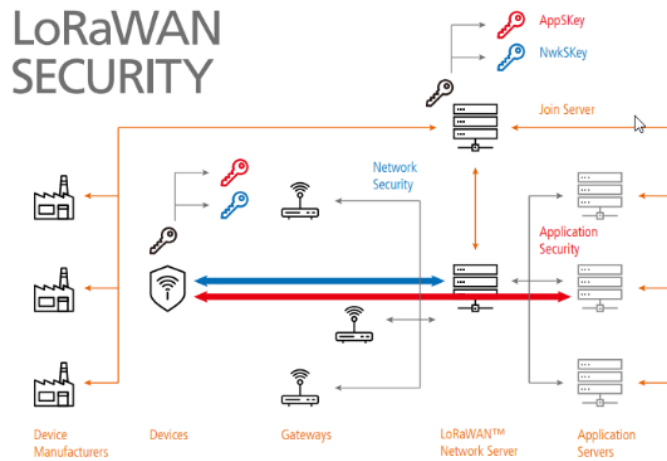 LoRaWAN
SECURITY
AppSKey
NwkSKey
Join Server
Network
Security
Application
Security
Device
Manufacturers
Devices
Gateways
LoRaWAN™
Network Server
Application
Servers